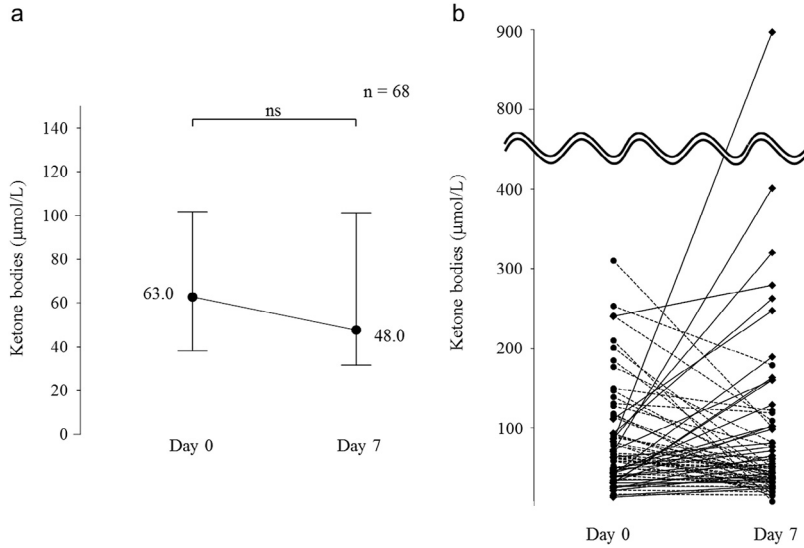 a
n = 68
ns
Ketone bodies (μmol/L)
140
120
100
80
60
40
20
0
63.0
48.0
Day 0
Day 7
b
Ketone bodies (μmol/L)
900
800
400
300
200
100
Day 0
Day 7